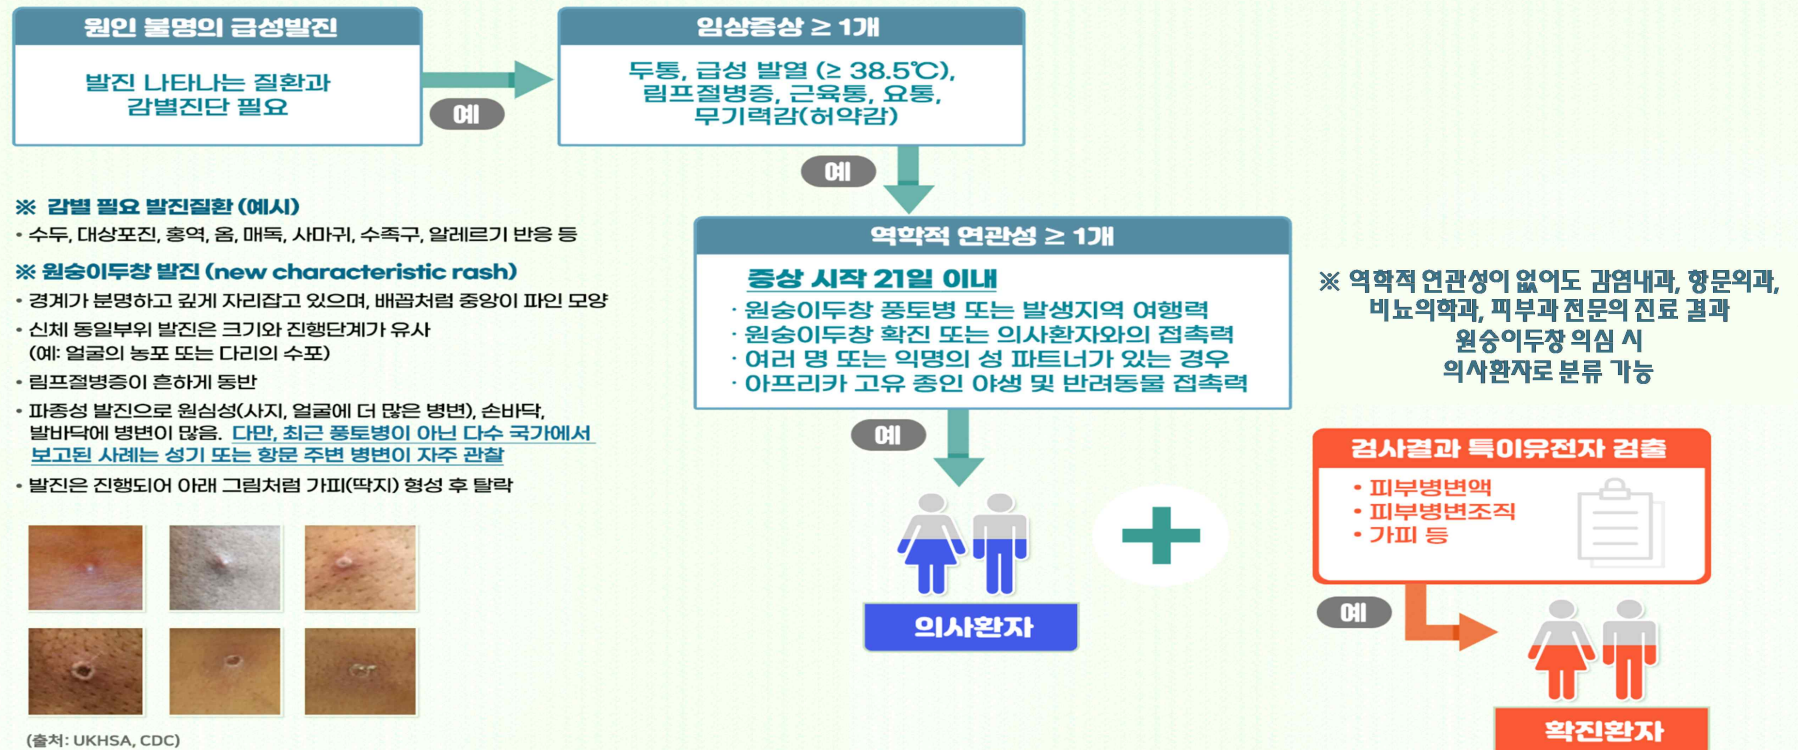 원인 불명의 급성발진
발진 나타나는 질환과
감별진단 필요
예
임상증상 ≥ 1개
두통, 급성 발열 (≥ 38.5℃),
림프절병증, 근육통, 요통,
무기력감(허약감)
예
※ 감별 필요 발진질환 (예시)
• 수두, 대상포진, 홍역, 옴, 매독, 사마귀, 수족구, 알레르기 반응 등
※ 원숭이두창 발진 (new characteristic rash)
• 경계가 분명하고 깊게 자리잡고 있으며, 배꼽처럼 중앙이 파인 모양
• 신체 동일부위 발진은 크기와 진행단계가 유사
(예: 얼굴의 농포 또는 다리의 수포)
• 림프절병증이 흔하게 동반
• 파종성 발진으로 원심성(사지, 얼굴에 더 많은 병변), 손바닥,
발바닥에 병변이 많음. 다만, 최근 풍토병이 아닌 다수 국가에서
보고된 사례는 성기 또는 항문 주변 병변이 자주 관찰
• 발진은 진행되어 아래 그림처럼 가피(딱지) 형성 후 탈락
(출처: UKHSA, CDC)
역학적 연관성 ≥ 1개
증상 시작 21일 이내
· 원숭이두창 풍토병 또는 발생지역 여행력
· 원숭이두창 확진 또는 의사환자와의 접촉력
· 여러 명 또는 익명의 성 파트너가 있는 경우
· 아프리카 고유 종인 야생 및 반려동물 접촉력
예
의사환자
※ 역학적 연관성이 없어도 감염내과, 항문외과,
비뇨의학과, 피부과 전문의 진료 결과
원숭이두창 의심 시
의사환자로 분류 가능
검사결과 특이유전자 검출
• 피부병변액
• 피부병변조직
• 가피 등
예
확진환자